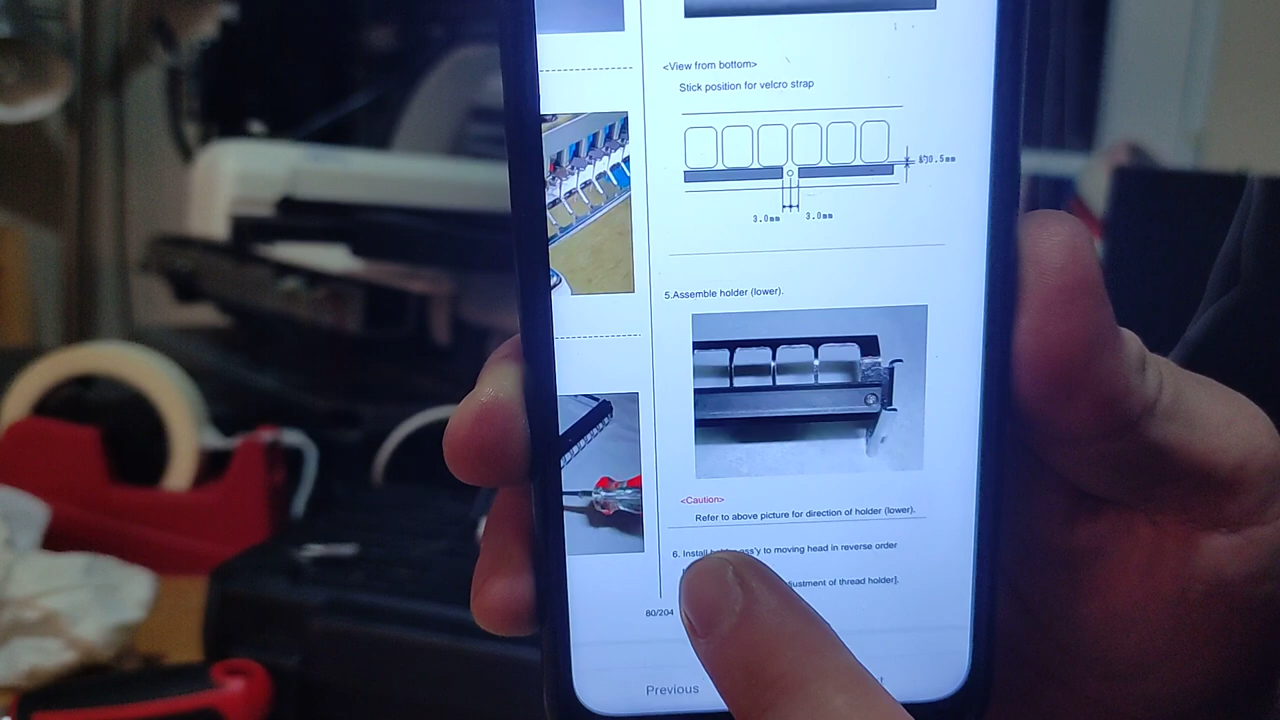 <View from bottom>
Stick position for velcro strap
約0.5mm
3.0mm 3.0mm
5.Assemble holder (lower).
<Caution>
Refer to above picture for direction of holder (lower).
6. Install ass'y to moving head in reverse order
of thread holder].
80/204
Previous